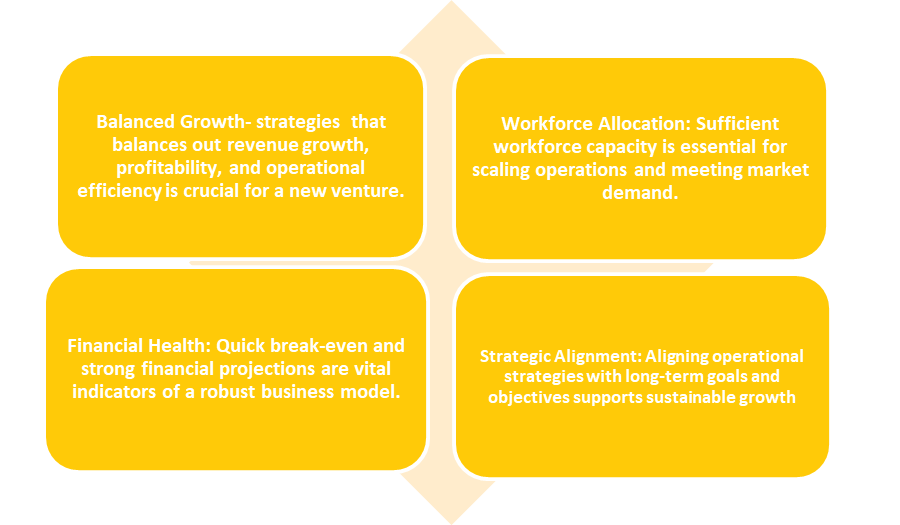 Balanced Growth- strategies  that
balances out revenue growth,
profitability, and operational
efficiency is crucial for a new venture.
Workforce Allocation: Sufficient
workforce capacity is essential for
scaling operations and meeting market
demand.
Financial Health: Quick break-even and
strong financial projections are vital
indicators of a robust business model.
Strategic Alignment: Aligning operational
strategies with long-term goals and
objectives supports sustainable growth